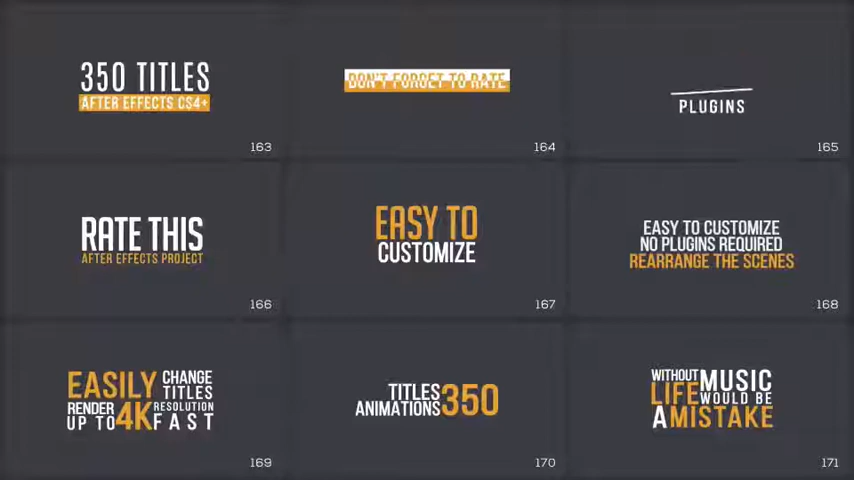 350 TITLES
AFTER EFFECTS CS4+
163
DON'T FORGET TO RATE
164
PLUGINS
165
RATE THIS
AFTER EFFECTS PROJECT
166
EASY TO
CUSTOMIZE
167
EASY TO CUSTOMIZE
NO PLUGINS REQUIRED
REARRANGE THE SCENES
168
EASILY CHANGE
TITLES
RENDER 4K RESOLUTION
UP TO FAST
169
TITLES
ANIMATIONS 350
170
WITHOUT MUSIC
LIFE WOULD BE
A MISTAKE
171